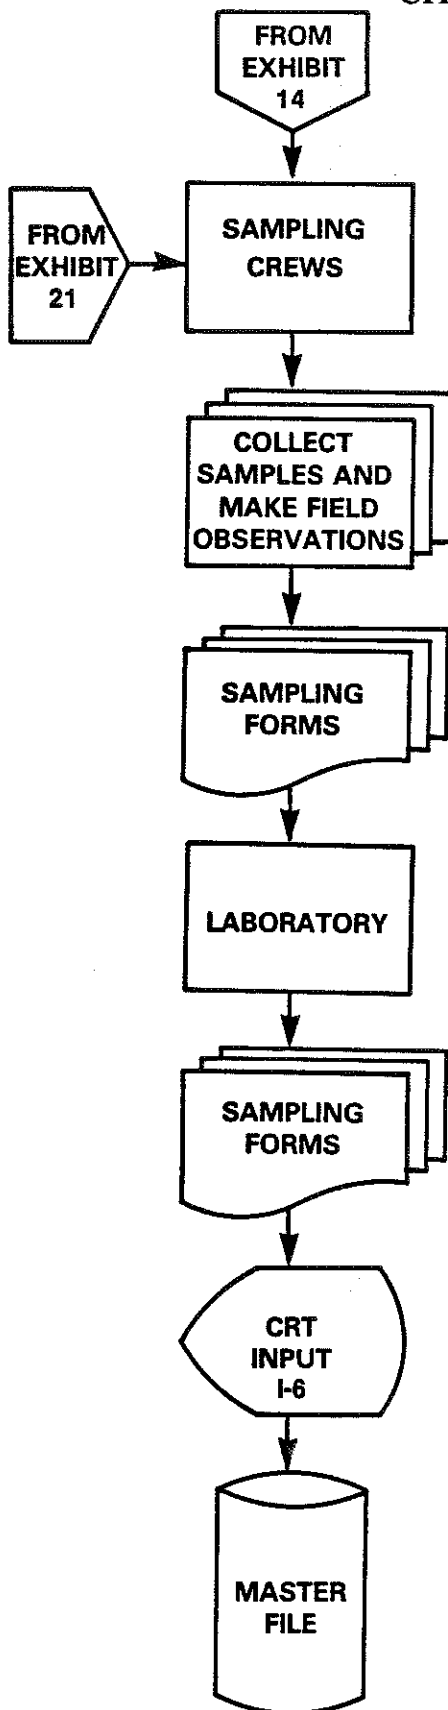 FROM
EXHIBIT
14
FROM
EXHIBIT
21
SAMPLING
CREWS
COLLECT
SAMPLES AND
MAKE FIELD
OBSERVATIONS
SAMPLING
FORMS
LABORATORY
SAMPLING
FORMS
CRT
INPUT
I-6
MASTER
FILE